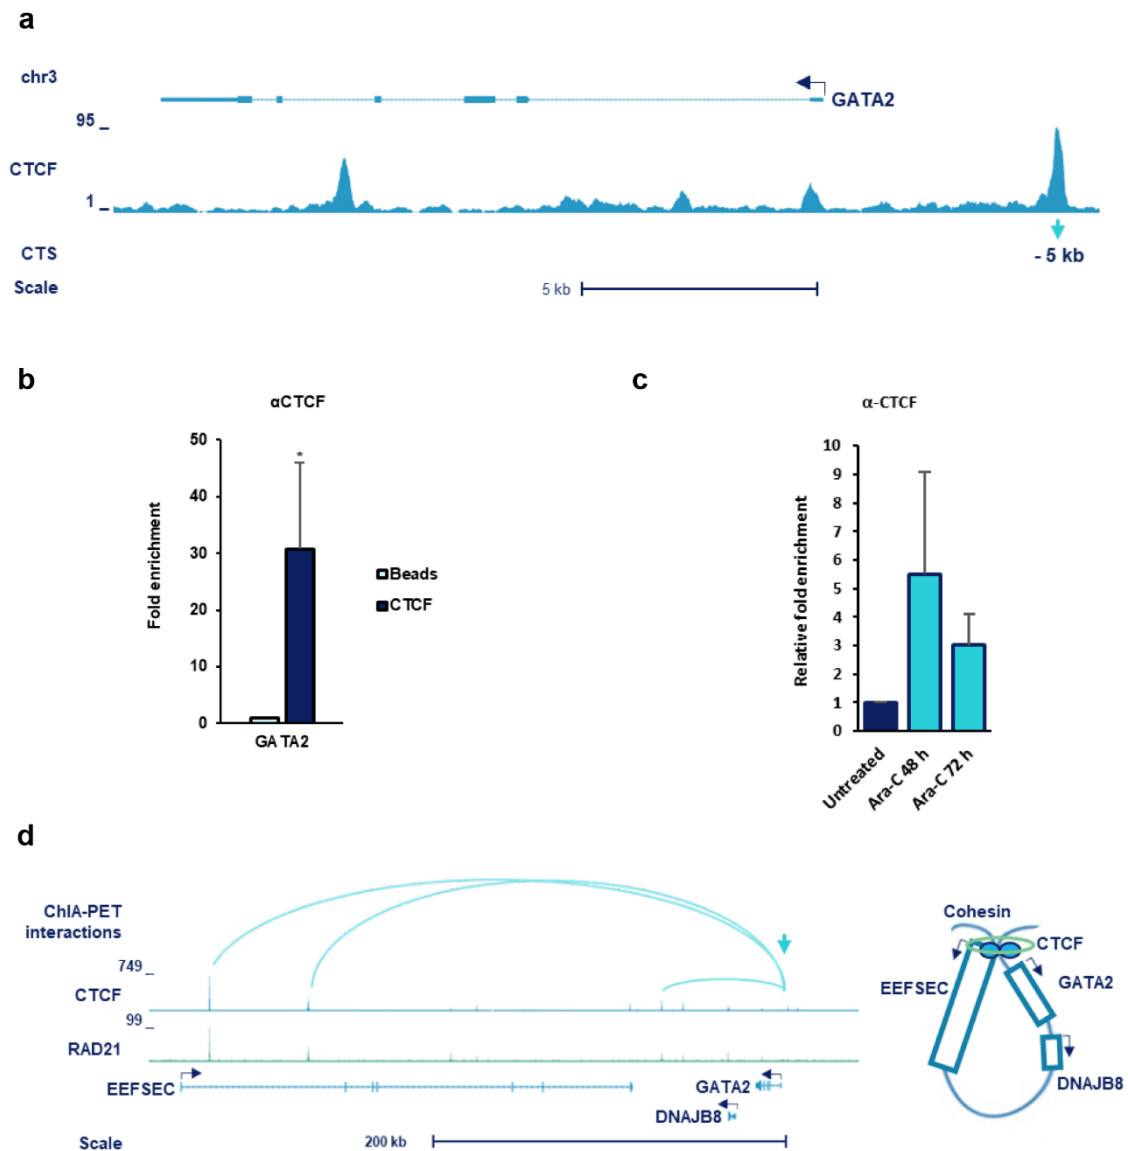 a
chr3
GATA2
95
CTCF
1
CTS
- 5 kb
Scale
5 kb
b
αCTCF
50
40
30
20
10
0
Fold enrichment
GATA2
Beads
CTCF
c
α-CTCF
10
9
8
7
6
5
4
3
2
1
0
Relative fold enrichment
Untreated
Ara-C 48 h
Ara-C 72 h
d
ChIA-PET
interactions
749
CTCF
99
RAD21
EEFSEC
GATA2
DNAJB8
Scale
200 kb
Cohesin
CTCF
EEFSEC
GATA2
DNAJB8